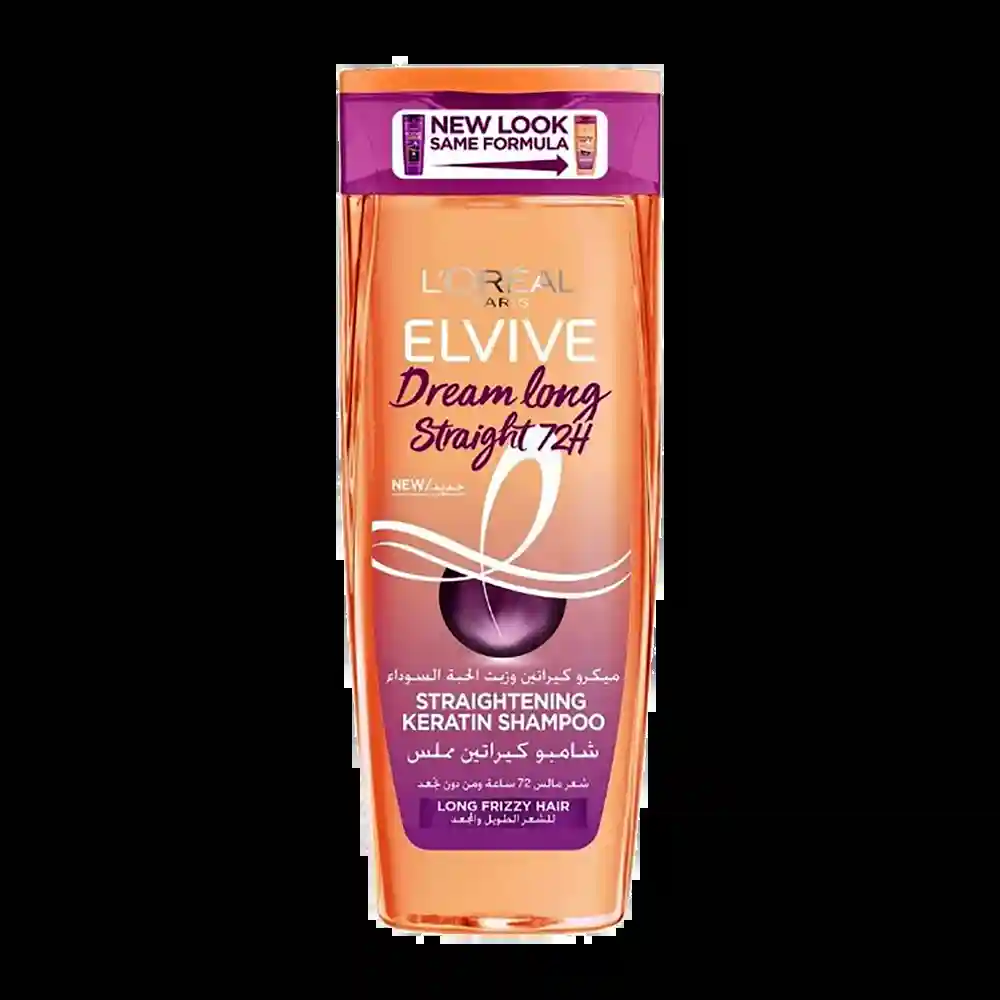 NEW LOOK
SAME FORMULA
L'ORÉAL
PARIS
ELVIVE
Dream long
Straight 72H
NEW/جديد
ميكرو كيراتين وزيت الحبة السوداء
STRAIGHTENING
KERATIN SHAMPOO
شامبو كيراتين مملس
شعر مالس 72 ساعة ومن دون تجعد
LONG FRIZZY HAIR
للشعر الطويل والمجعد